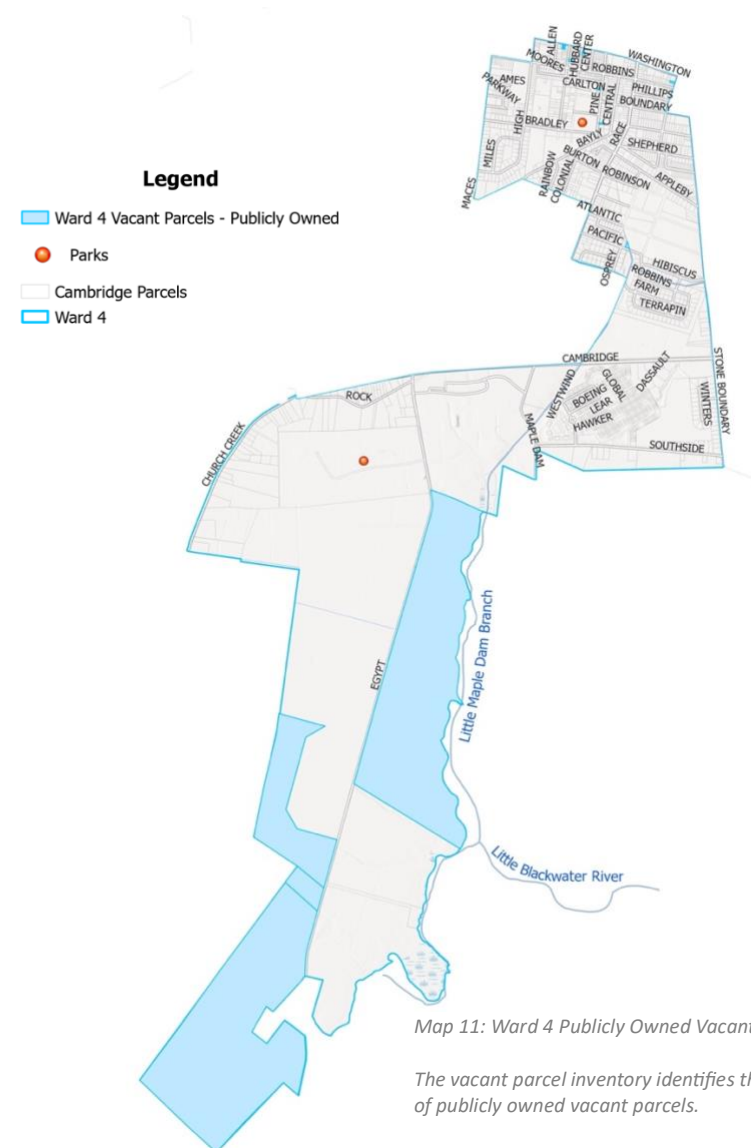 ALLEN
HUBBARD
CENTER
WASHINGTON
MOORES
ROBBINS
AMES
CARLTON
PHILLIPS
PARKWAY
PINE
CENTRAL
BOUNDARY
HIGH
BRADLEY
RACE
BAYLY
SHEPHERD
MILES
BURTON
RAINBOW
COLONIAL
ROBINSON
APPLEBY
MACES
ATLANTIC
PACIFIC
OSPREY
HIBISCUS
ROBBINS
FARM
TERRAPIN
Legend
Ward 4 Vacant Parcels - Publicly Owned
Parks
Cambridge Parcels
Ward 4
CAMBRIDGE
STONE BOUNDARY
WESTWIND
GLOBAL
DASSAULT
BOEING
LEAR
HAWKER
WINTERS
ROCK
MAPLE DAM
SOUTHSIDE
CHURCH CREEK
EGYPT
Little Maple Dam Branch
Little Blackwater River
Map 11: Ward 4 Publicly Owned Vacant
The vacant parcel inventory identifies th
of publicly owned vacant parcels.